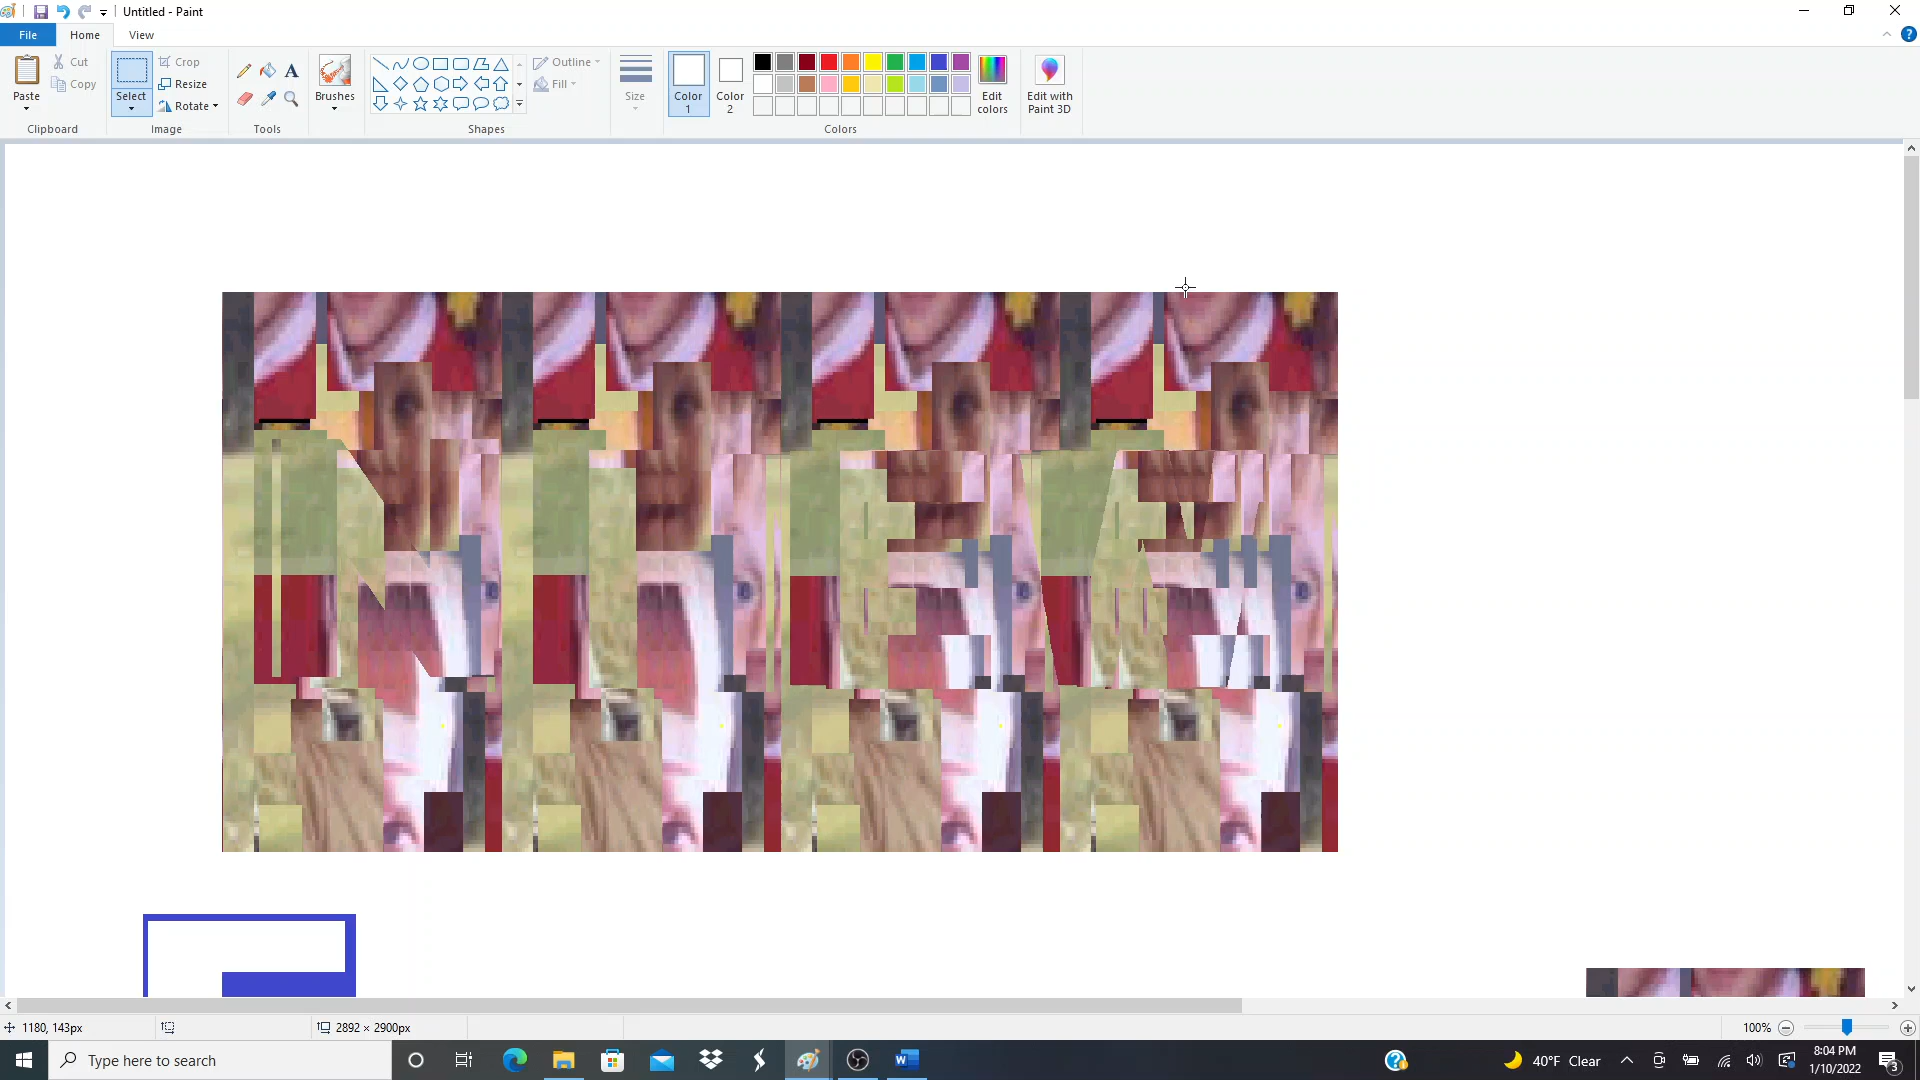 Untitled - Paint
File
Home
View
Paste
Cut
Copy
Clipboard
Select
Crop
Resize
Rotate
Image
Tools
Brushes
Shapes
Outline
Fill
Size
Color 1
Color 2
Colors
Edit colors
Edit with Paint 3D
1180, 143px
2892 × 2900px
100%
Type here to search
40°F Clear
8:04 PM
1/10/2022
3